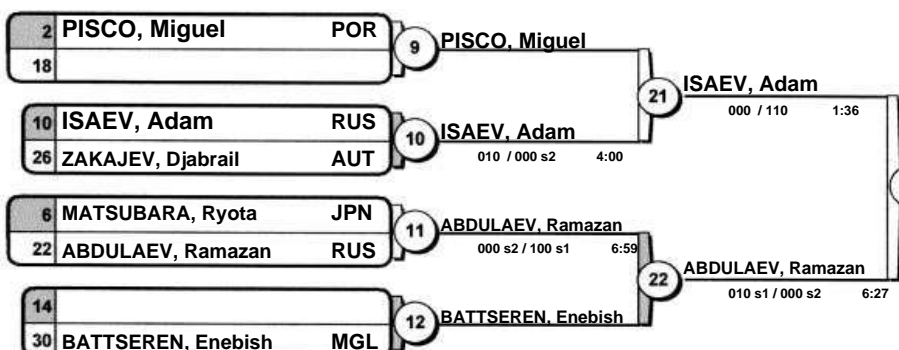 2 PISCO, Miguel POR
18
9 PISCO, Miguel
10 ISAEV, Adam RUS
26 ZAKAJEV, Djabrail AUT
10 ISAEV, Adam
010 / 000 s2 4:00
21 ISAEV, Adam
000 / 110 1:36
6 MATSUBARA, Ryota JPN
22 ABDULAEV, Ramazan RUS
11 ABDULAEV, Ramazan
000 s2 / 100 s1 6:59
14
30 BATTSEREN, Enebish MGL
12 BATTSEREN, Enebish
22 ABDULAEV, Ramazan
010 s1 / 000 s2 6:27